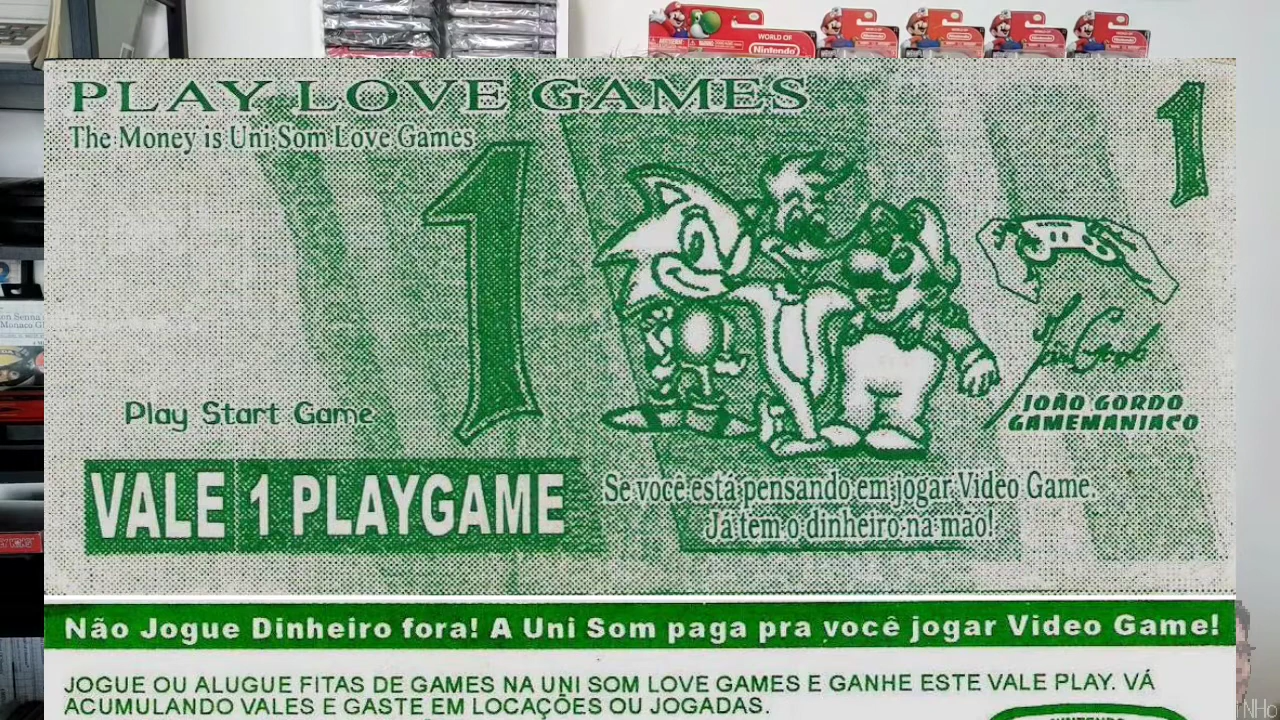 WORLD OF
Nintendo
PLAY LOVE GAMES
The Money is Uni Som Love Games
1
1
Play Start Game
VALE 1 PLAYGAME
Se você está pensando em jogar Video Game.
Já tem o dinheiro na mão!
João Gordo
JOÃO GORDO
GAMEMANIACO
Não Jogue Dinheiro fora! A Uni Som paga pra você jogar Video Game!
JOGUE OU ALUGUE FITAS DE GAMES NA UNI SOM LOVE GAMES E GANHE ESTE VALE PLAY. VÁ
ACUMULANDO VALES E GASTE EM LOCAÇÕES OU JOGADAS.
NINTENDO